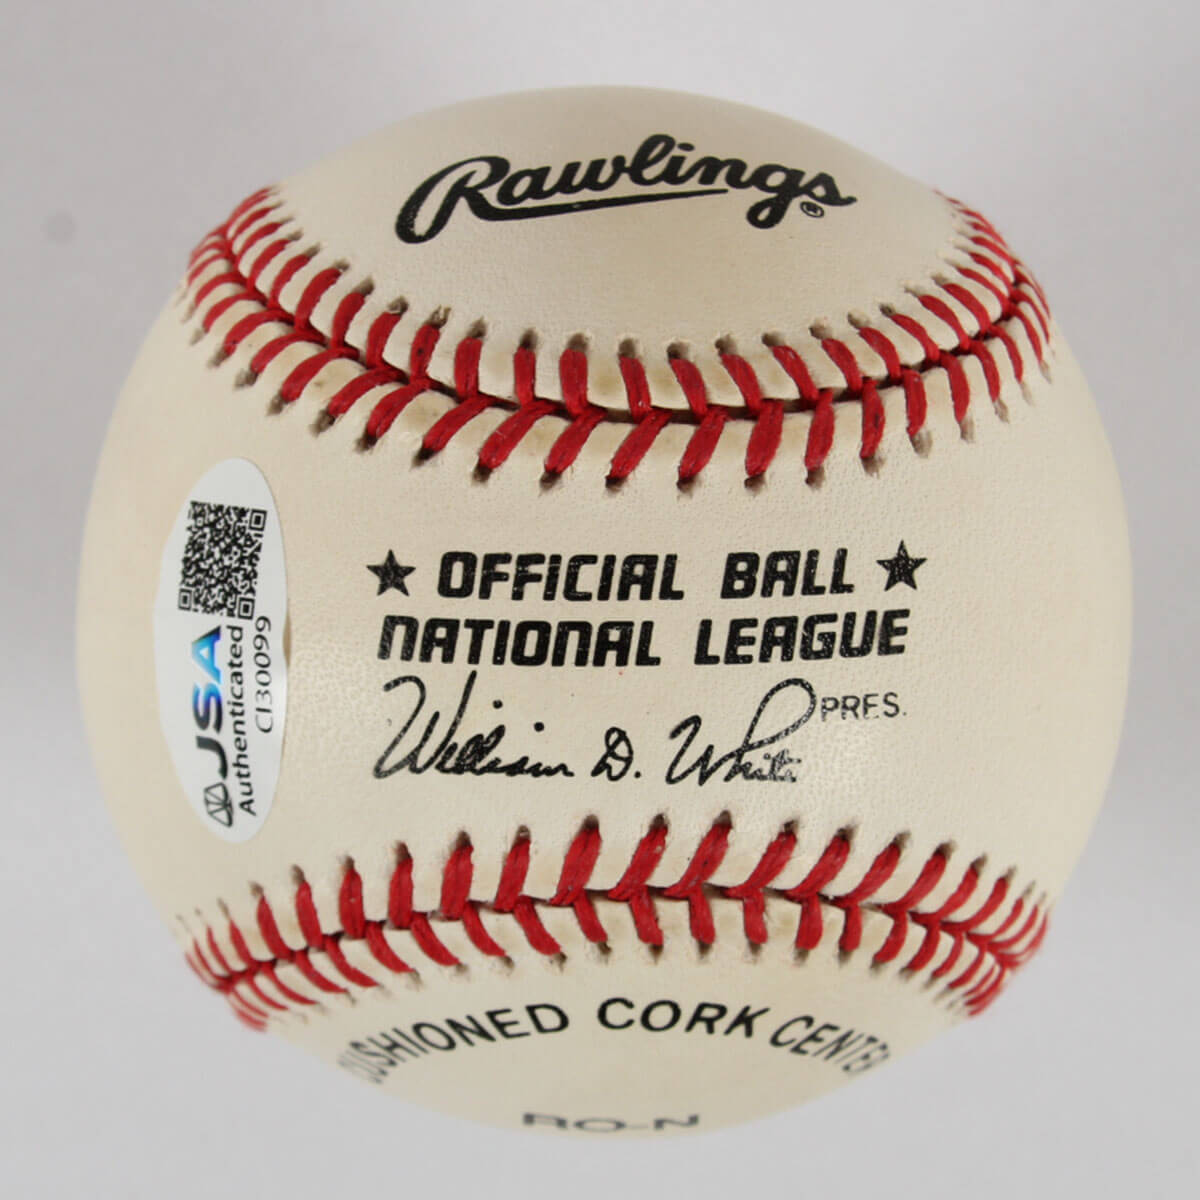 Rawlings®
★ OFFICIAL BALL ★
NATIONAL LEAGUE
William D. White PRES.
CUSHIONED CORK CENTER
RO-N
JSA
Authenticated
CI30099